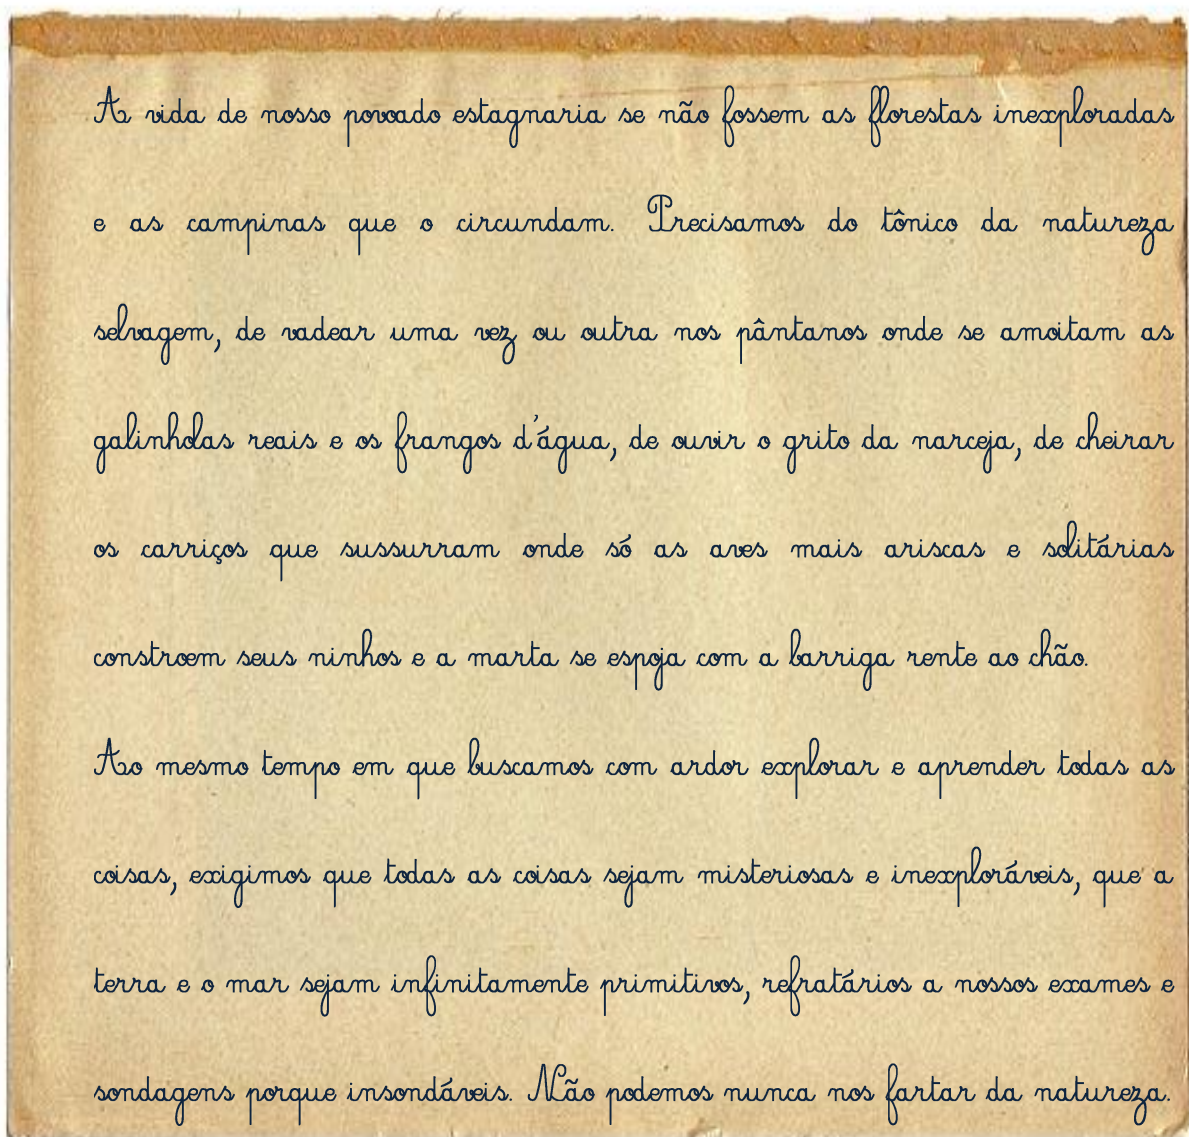 A vida de nosso povoado estagnaria se não fossem as florestas inexploradas
e as campinas que o circundam. Precisamos do tônico da natureza
selvagem, de vadear uma vez ou outra nos pântanos onde se amoitam as
galinholas reais e os frangos d'água, de ouvir o grito da narceja, de cheirar
os carriços que sussurram onde só as aves mais ariscas e solitárias
constroem seus ninhos e a marta se espoja com a barriga rente ao chão.
Ao mesmo tempo em que buscamos com ardor explorar e aprender todas as
coisas, exigimos que todas as coisas sejam misteriosas e inexploráveis, que a
terra e o mar sejam infinitamente primitivos, refratários a nossos exames e
sondagens porque insondáveis. Não podemos nunca nos fartar da natureza.